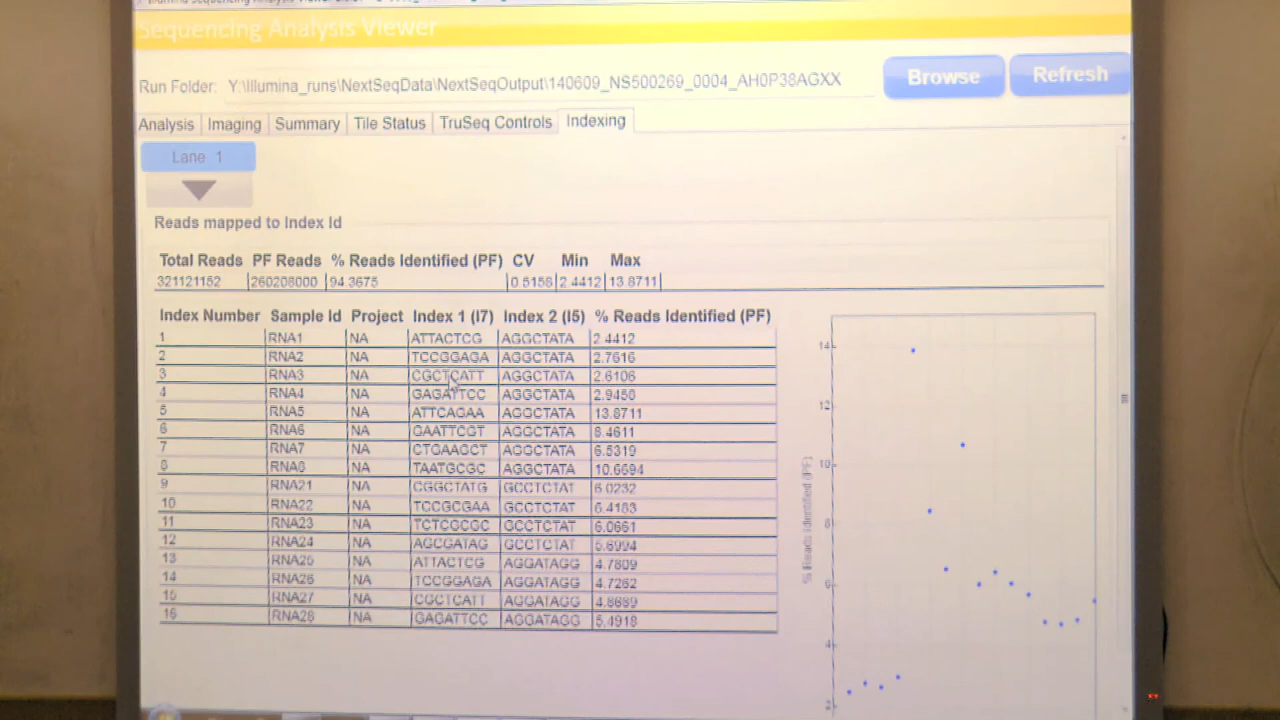 Sequencing Analysis Viewer
Run Folder: Y:\Illumina_runs\NextSeqData\NextSeqOutput\140609_NS500269_0004_AH0P38AGXX Browse Refresh
Analysis Imaging Summary Tile Status TruSeq Controls Indexing
Lane 1
Reads mapped to Index Id
Total Reads PF Reads % Reads Identified (PF) CV Min Max
321121152 260208000 94.3675 0.5156 2.4412 13.8711
Index Number Sample Id Project Index 1 (I7) Index 2 (I5) % Reads Identified (PF)
1 RNA1 NA ATTACTCG AGGCTATA 2.4412
2 RNA2 NA TCCGGAGA AGGCTATA 2.7616
3 RNA3 NA CGCTCATT AGGCTATA 2.6106
4 RNA4 NA GAGATTCC AGGCTATA 2.9458
5 RNA5 NA ATTCAGAA AGGCTATA 13.8711
6 RNA6 NA GAATTCGT AGGCTATA 8.4611
7 RNA7 NA CTGAAGCT AGGCTATA 6.5319
8 RNA8 NA TAATGCGC AGGCTATA 10.6694
9 RNA21 NA CGGCTATG GCCTCTAT 6.0232
10 RNA22 NA TCCGCGAA GCCTCTAT 6.4183
11 RNA23 NA TCTCGCGC GCCTCTAT 6.0661
12 RNA24 NA AGCGATAG GCCTCTAT 5.6994
13 RNA25 NA ATTACTCG AGGATAGG 4.7809
14 RNA26 NA TCCGGAGA AGGATAGG 4.7262
15 RNA27 NA CGCTCATT AGGATAGG 4.8689
16 RNA28 NA GAGATTCC AGGATAGG 5.4918
% Reads Identified (PF)
14
12
10
8
6
4
2